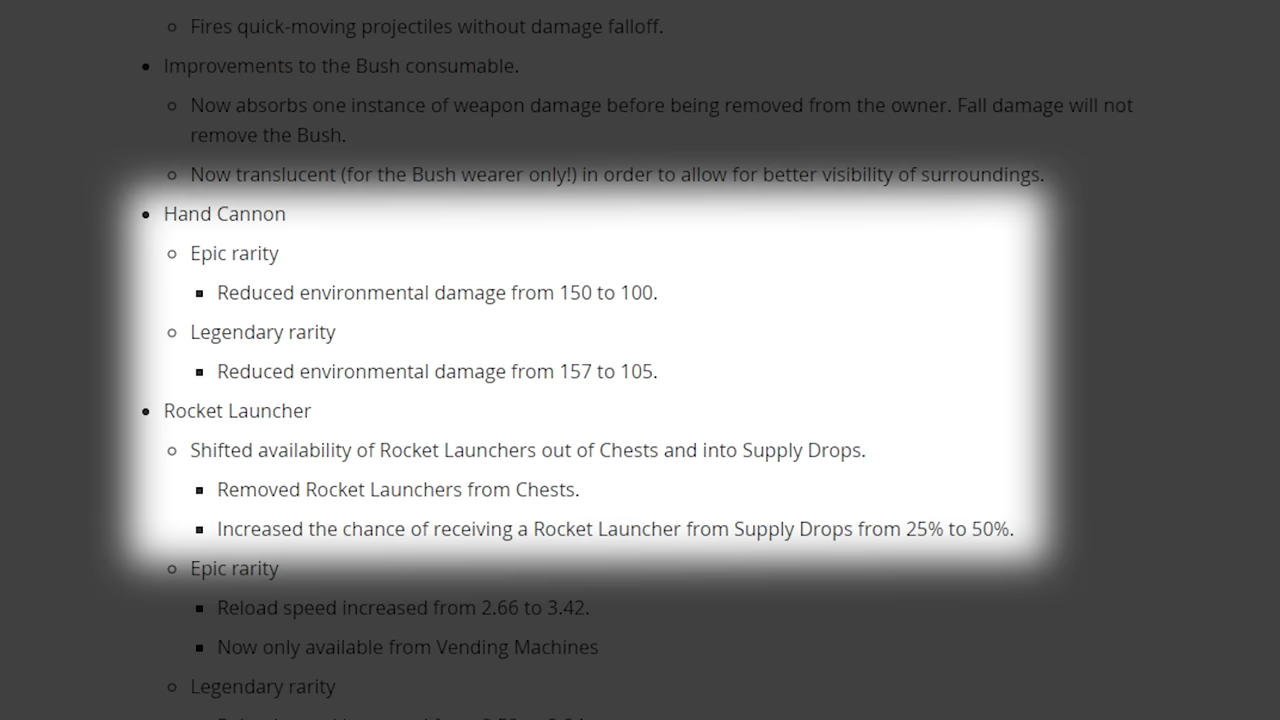 Fires quick-moving projectiles without damage falloff.
Improvements to the Bush consumable.
Now absorbs one instance of weapon damage before being removed from the owner. Fall damage will not
remove the Bush.
Now translucent (for the Bush wearer only!) in order to allow for better visibility of surroundings.
Hand Cannon
Epic rarity
Reduced environmental damage from 150 to 100.
Legendary rarity
Reduced environmental damage from 157 to 105.
Rocket Launcher
Shifted availability of Rocket Launchers out of Chests and into Supply Drops.
Removed Rocket Launchers from Chests.
Increased the chance of receiving a Rocket Launcher from Supply Drops from 25% to 50%.
Epic rarity
Reload speed increased from 2.66 to 3.42.
Now only available from Vending Machines
Legendary rarity